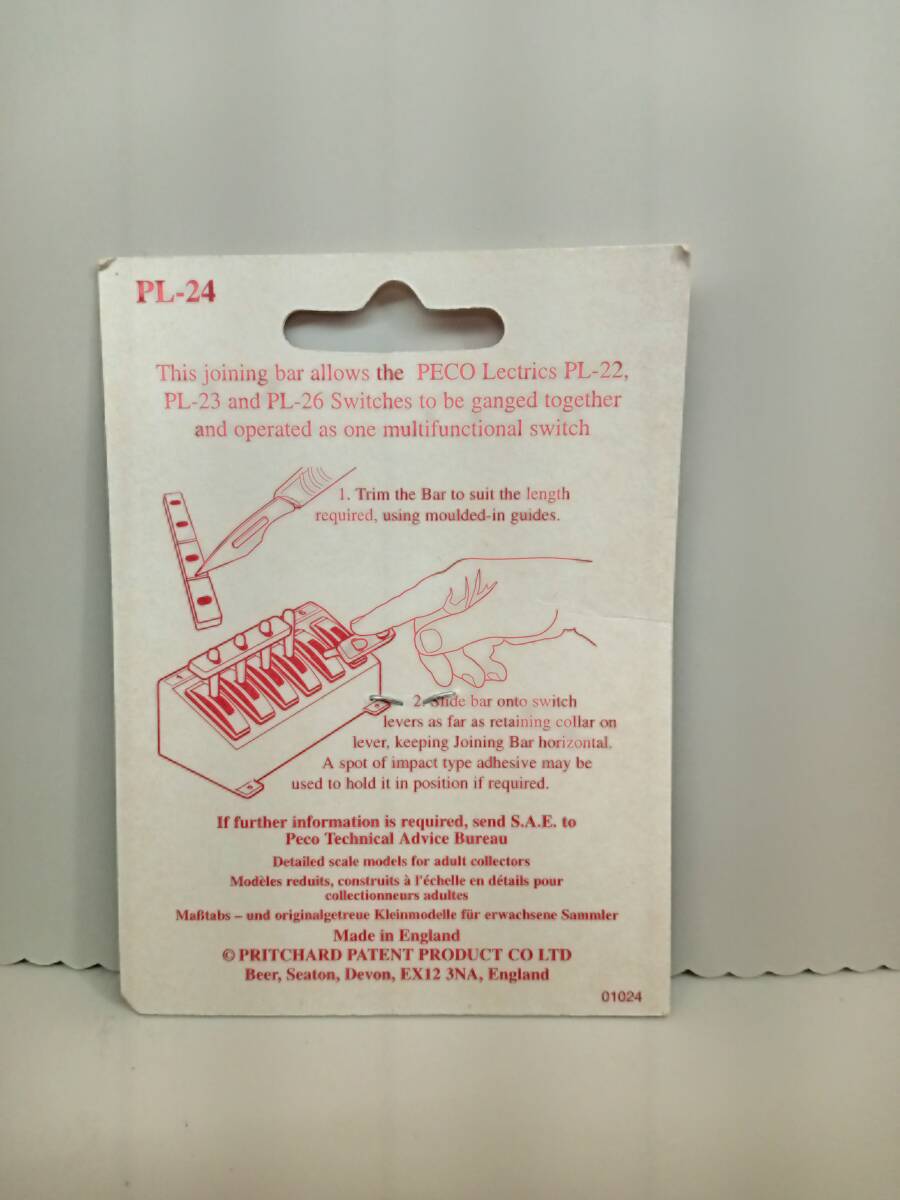 PL-24
This joining bar allows the PECO Lectrics PL-22,
PL-23 and PL-26 Switches to be ganged together
and operated as one multifunctional switch
1. Trim the Bar to suit the length
required, using moulded-in guides.
2. Slide bar onto switch
levers as far as retaining collar on
lever, keeping Joining Bar horizontal.
A spot of impact type adhesive may be
used to hold it in position if required.
If further information is required, send S.A.E. to
Peco Technical Advice Bureau
Detailed scale models for adult collectors
Modèles reduits, construits à l'échelle en détails pour
collectionneurs adultes
Maßtabs – und originalgetreue Kleinmodelle für erwachsene Sammler
Made in England
© PRITCHARD PATENT PRODUCT CO LTD
Beer, Seaton, Devon, EX12 3NA, England
01024